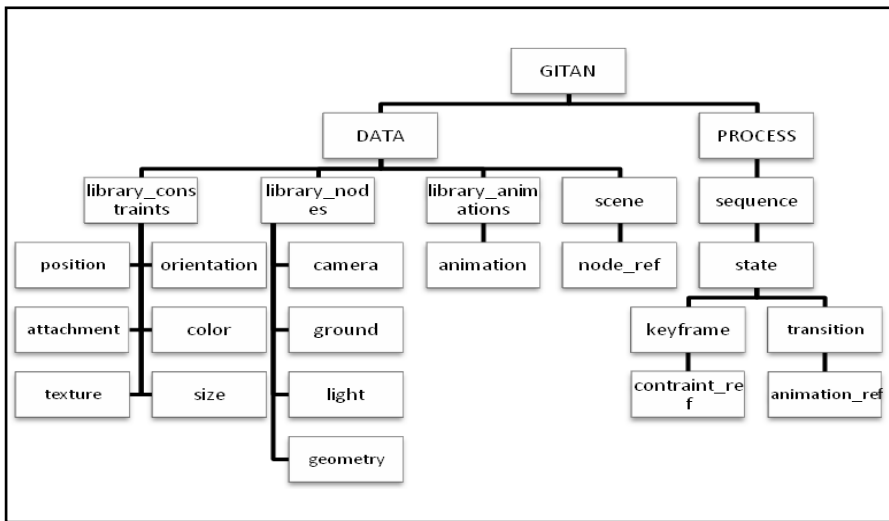 GITAN
DATA
PROCESS
library_cons
traints
library_nod
es
library_anim
ations
scene
sequence
position
orientation
camera
animation
node_ref
state
attachment
color
ground
keyframe
transition
texture
size
light
contraint_re
f
animation_ref
geometry